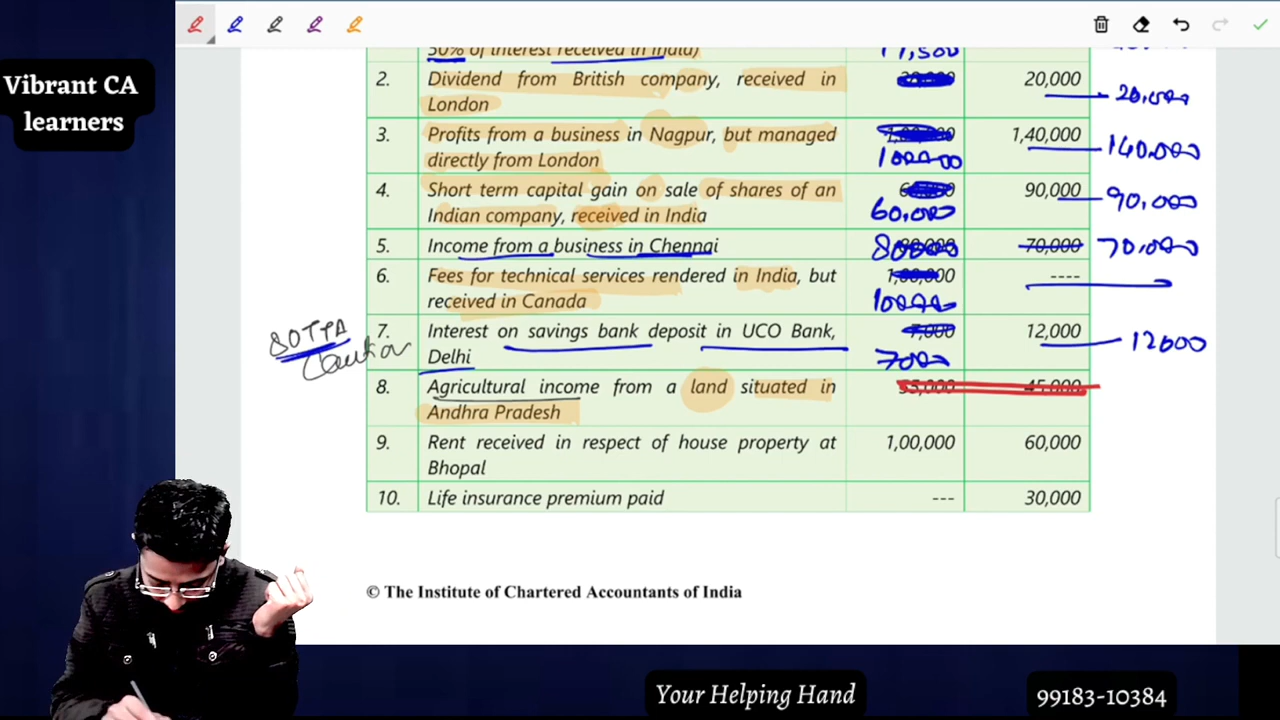 Vibrant CA
learners
50% of interest received in India) 17,500
2. Dividend from British company, received in
London 20,000 20,000
3. Profits from a business in Nagpur, but managed
directly from London 100000 1,40,000 140,000
4. Short term capital gain on sale of shares of an
Indian company, received in India 60,000 90,000 90,000
5. Income from a business in Chennai 80000 70,000 70,000
6. Fees for technical services rendered in India, but
received in Canada ----
7. Interest on savings bank deposit in UCO Bank,
Delhi 7,000 7000 12,000 12000
Caution
8. Agricultural income from a land situated in
Andhra Pradesh 45,000
9. Rent received in respect of house property at
Bhopal 1,00,000 60,000
10. Life insurance premium paid --- 30,000
© The Institute of Chartered Accountants of India
Your Helping Hand
99183-10384